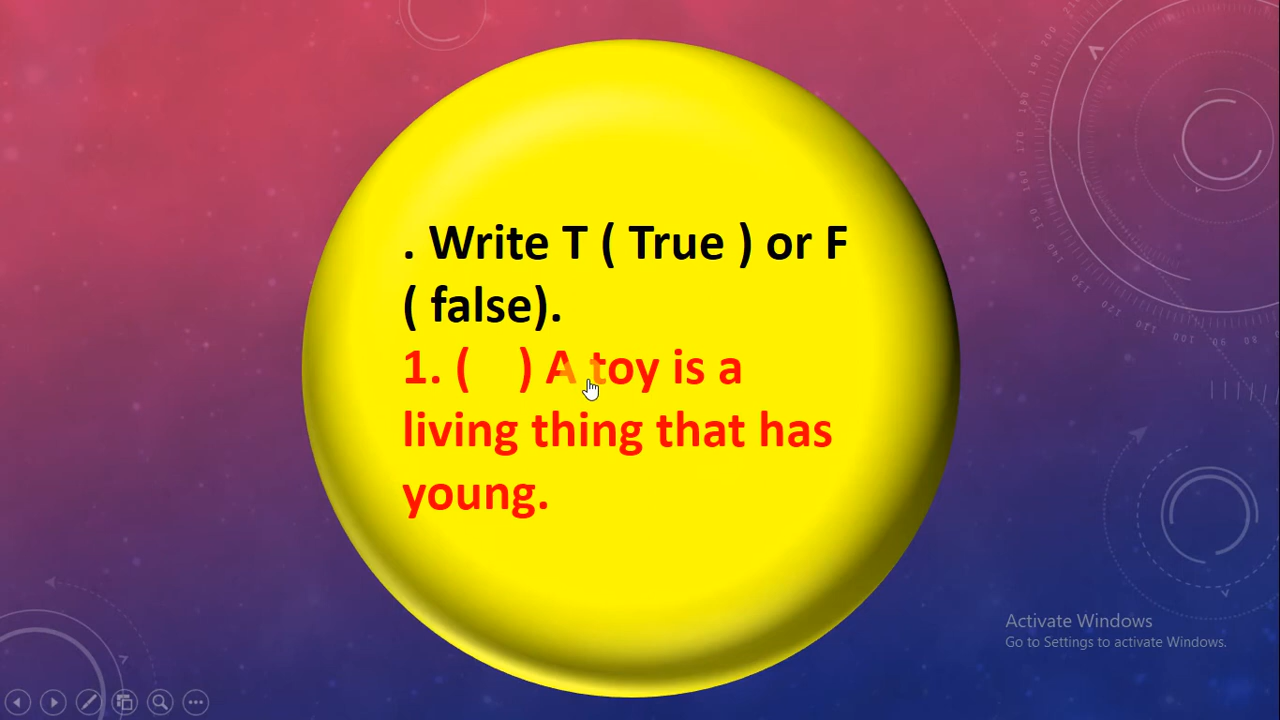 . Write T ( True ) or F
( false).
1. (    ) A toy is a
living thing that has
young.
Activate Windows
Go to Settings to activate Windows.